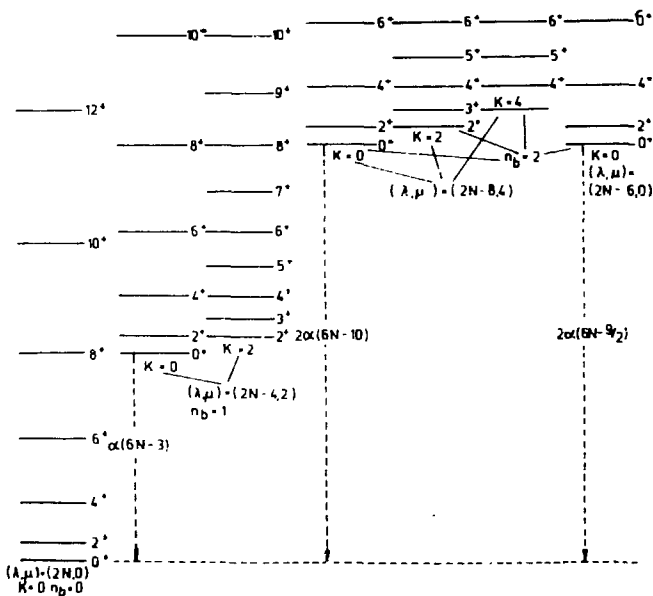 6⁺ 6⁺ 6⁺ 6⁺
10⁺ 10⁺
5⁺ 5⁺
9⁺ 4⁺ 4⁺ 4⁺ 4⁺
12⁺ 3⁺ K=4
2⁺ 2⁺ 2⁺
8⁺ 8⁺ 0⁺ K=2 0⁺
K=0 n_b=2 K=0
7⁺ (λ,μ)=(2N-8,4) (λ,μ)=
(2N-6,0)
10⁺ 6⁺ 6⁺
5⁺
4⁺ 4⁺
3⁺
2⁺ 2⁺ 2α(6N-10) 2α(6N-9/2)
8⁺ 0⁺ K=2
K=0
(λ,μ)=(2N-4,2)
n_b=1
6⁺ α(6N-3)
4⁺
2⁺
0⁺
(λ,μ)=(2N,0)
K=0 n_b=0